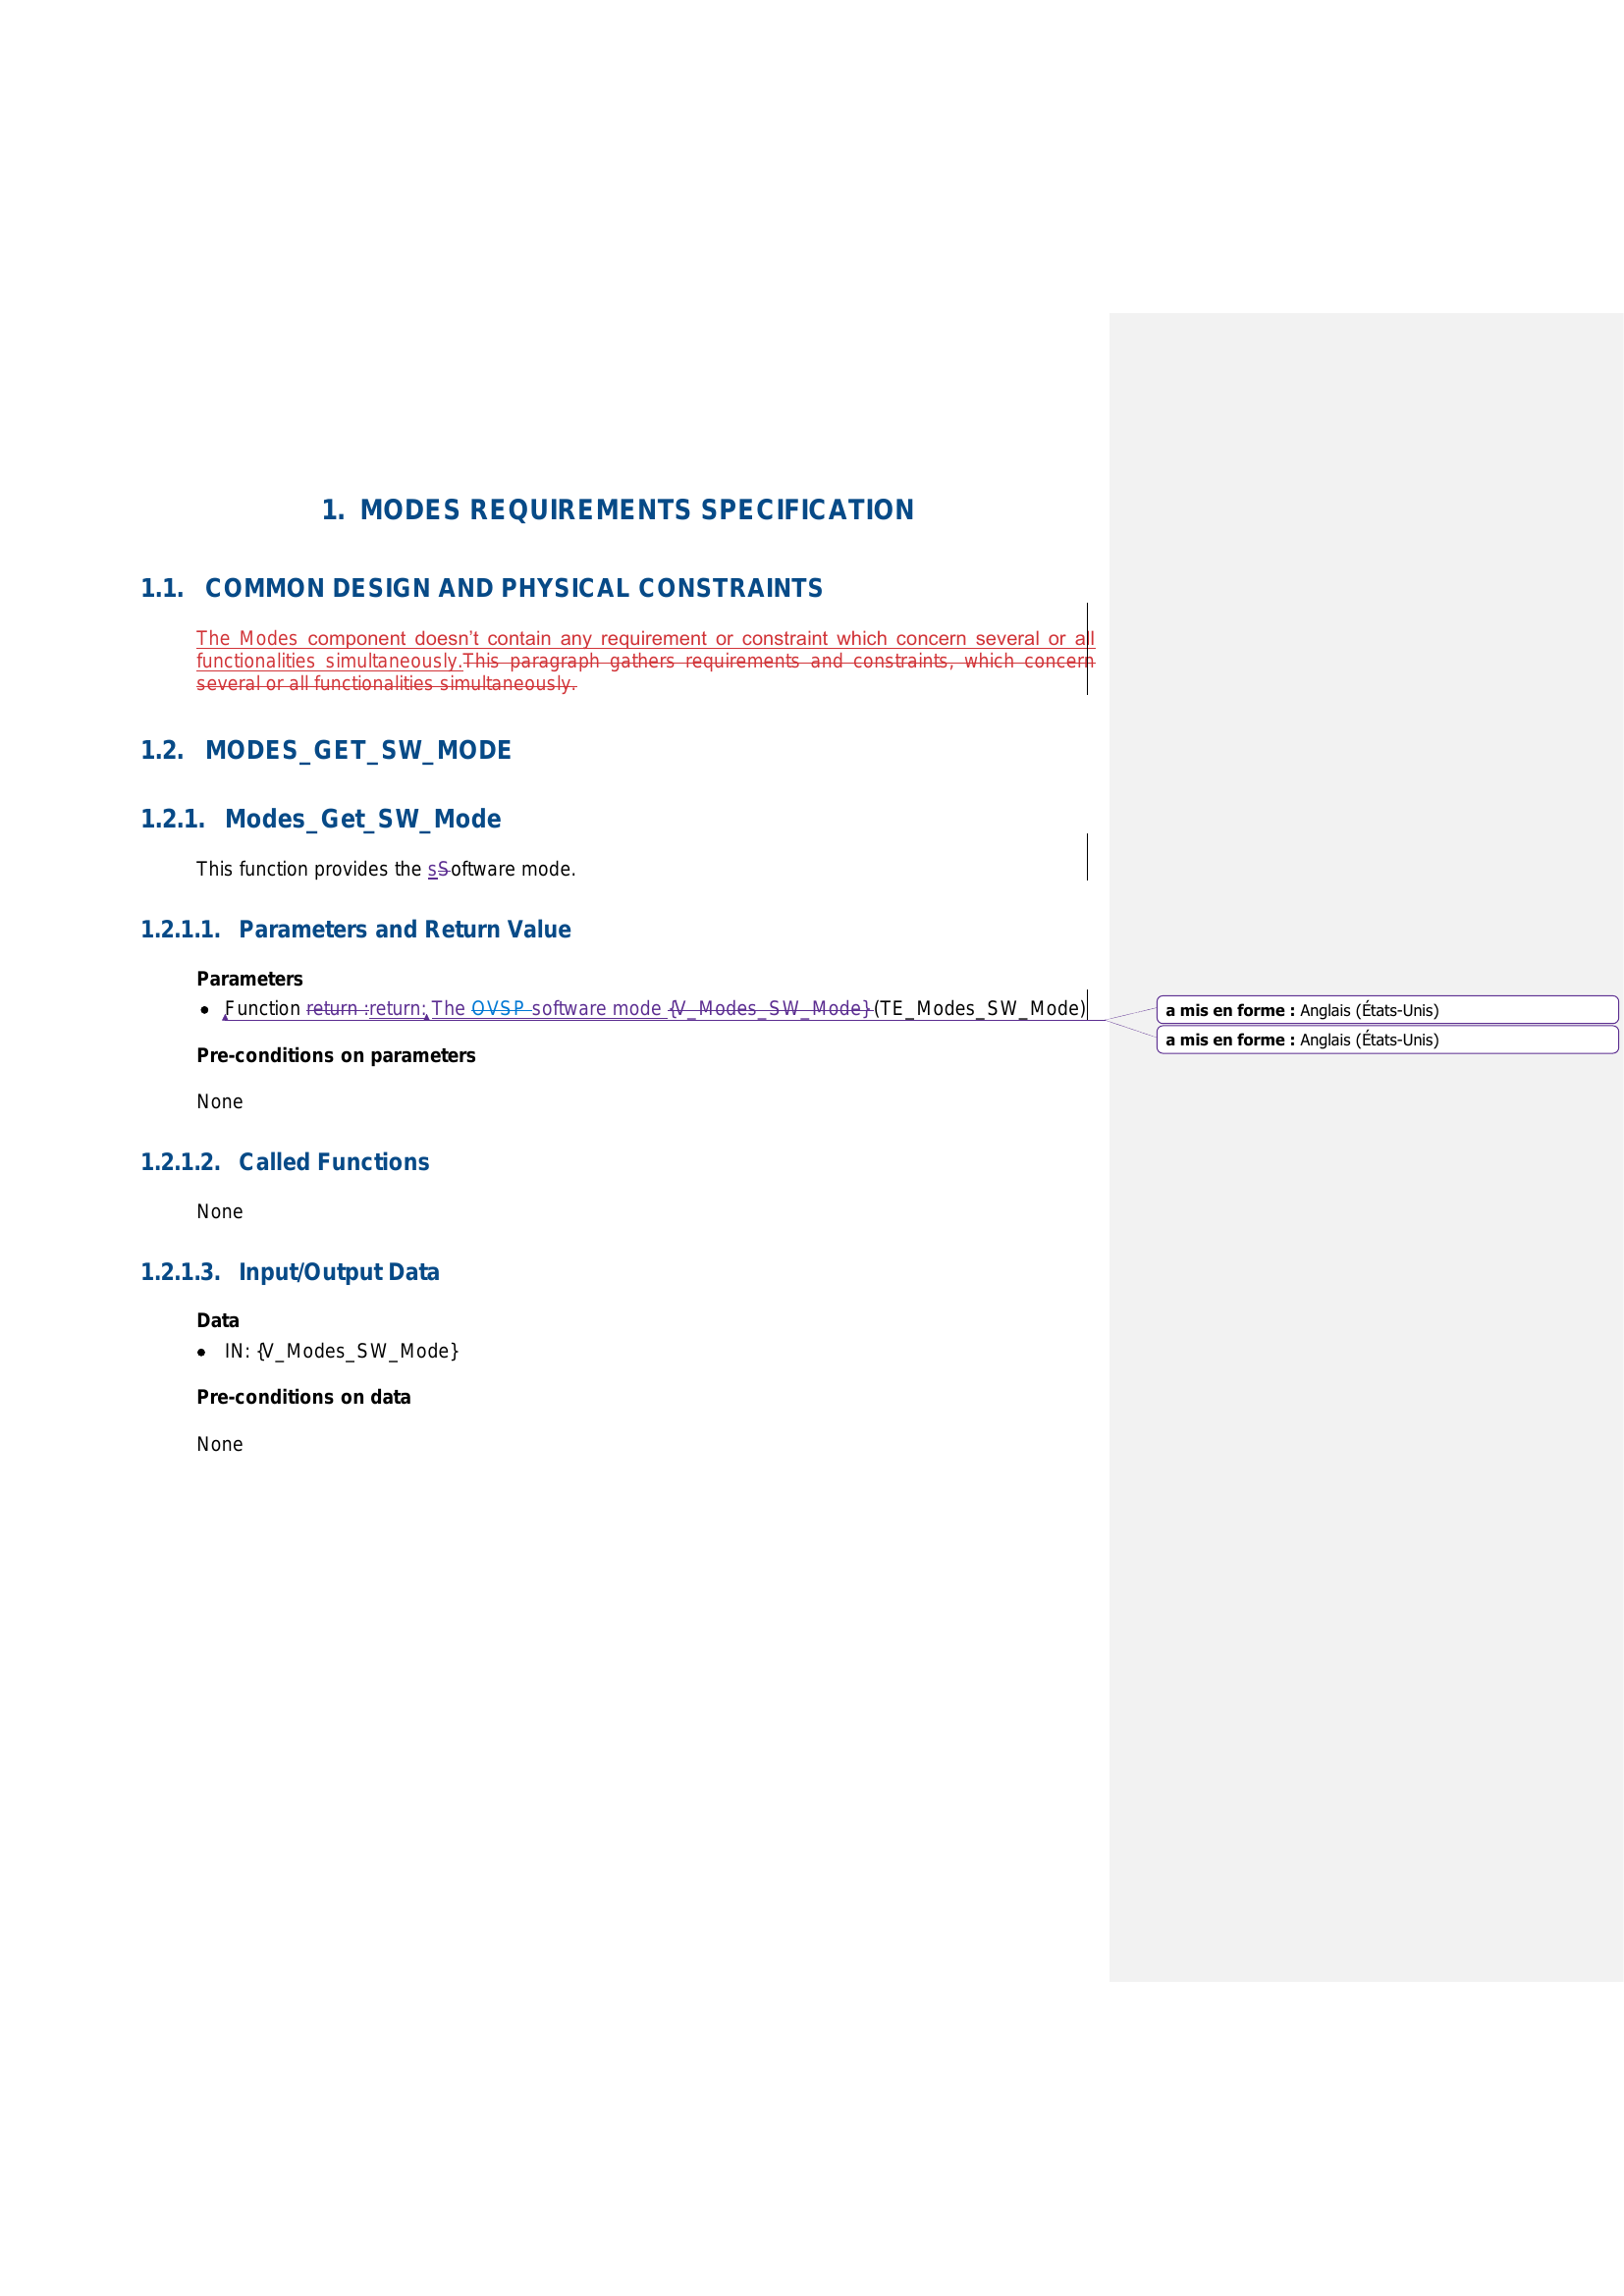 1. MODES REQUIREMENTS SPECIFICATION
1.1. COMMON DESIGN AND PHYSICAL CONSTRAINTS
The Modes component doesn't contain any requirement or constraint which concern several or all
functionalities simultaneously.This paragraph gathers requirements and constraints, which concern
several or all functionalities simultaneously.
1.2. MODES_GET_SW_MODE
1.2.1. Modes_Get_SW_Mode
This function provides the sSoftware mode.
1.2.1.1. Parameters and Return Value
Parameters
● Function return :return: The OVSP software mode {V_Modes_SW_Mode}(TE_Modes_SW_Mode)
a mis en forme : Anglais (États-Unis)
a mis en forme : Anglais (États-Unis)
Pre-conditions on parameters
None
1.2.1.2. Called Functions
None
1.2.1.3. Input/Output Data
Data
● IN: {V_Modes_SW_Mode}
Pre-conditions on data
None